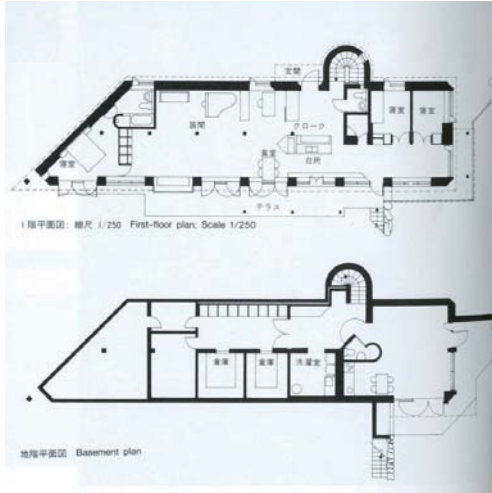 玄関
居間
クローク
寝室
寝室
寝室
食堂
台所
テラス
1階平面図: 縮尺 1/250 First-floor plan; Scale 1/250
倉庫
倉庫
洗濯室
地階平面図 Basement plan